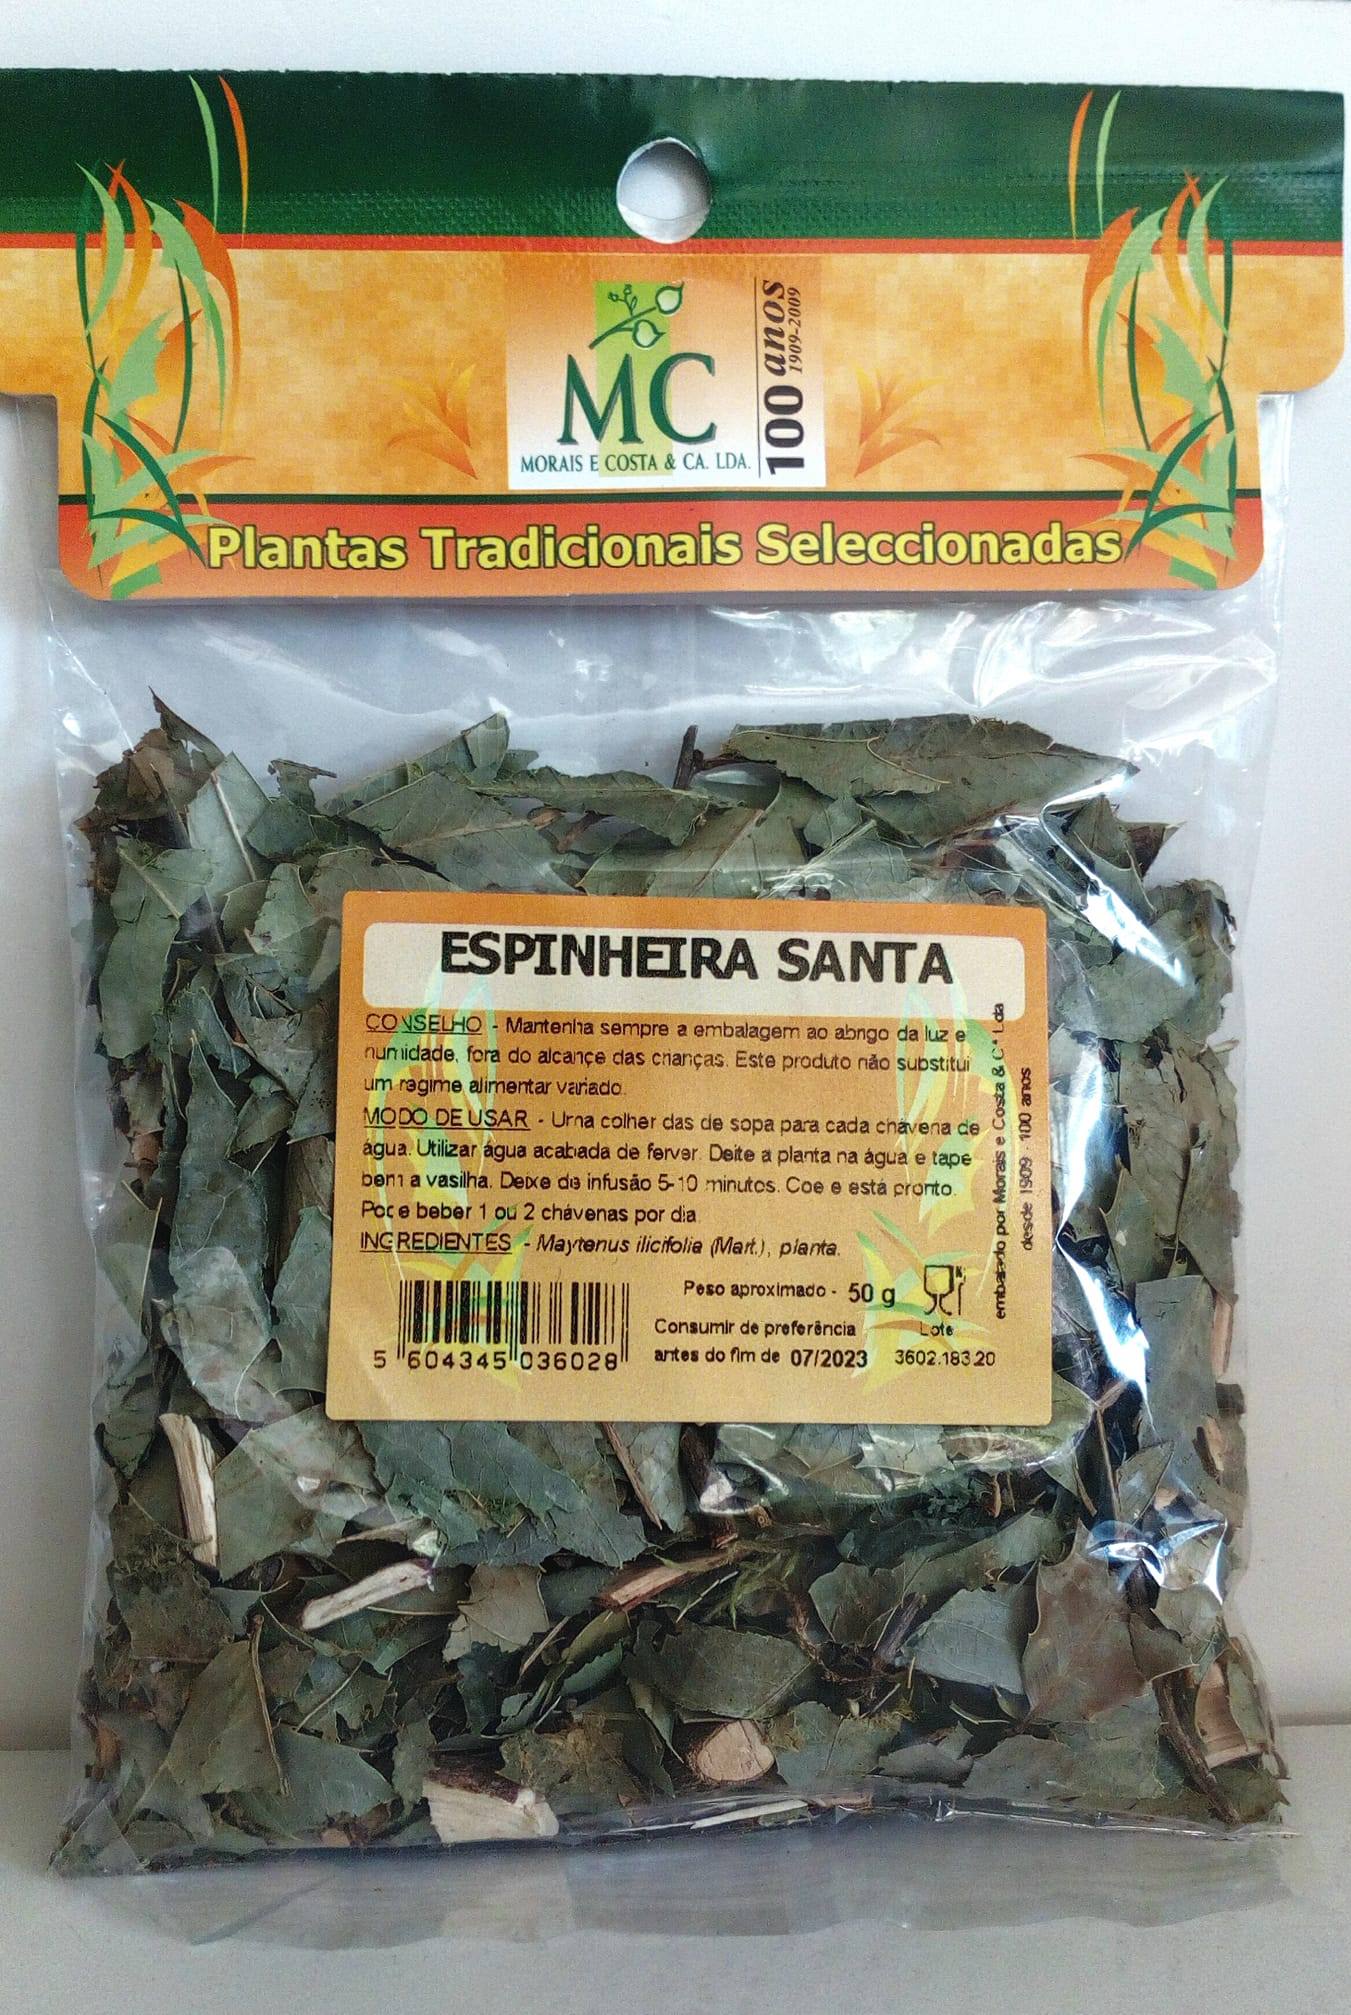 MC
MORAIS E COSTA & CA. LDA.
100 anos
1909-2009
Plantas Tradicionais Seleccionadas
ESPINHEIRA SANTA
CONSELHO - Mantenha sempre a embalagem ao abrigo da luz e
humidade, fora do alcance das crianças. Este produto não substitui
um regime alimentar variado.
MODO DE USAR - Uma colher das de sopa para cada chávena de
água. Utilizar água acabada de ferver. Deite a planta na água e tape
bem a vasilha. Deixe de infusão 5-10 minutos. Coe e está pronto.
Pode beber 1 ou 2 chávenas por dia.
INGREDIENTES - Maytenus ilicifolia (Mart.), planta.
Peso aproximado - 50 g
Consumir de preferência
antes do fim de 07/2023
Lote
3602.183.20
5 604345 036028
embalado por Morais e Costa & Cª Lda
desde 1909 . 100 anos